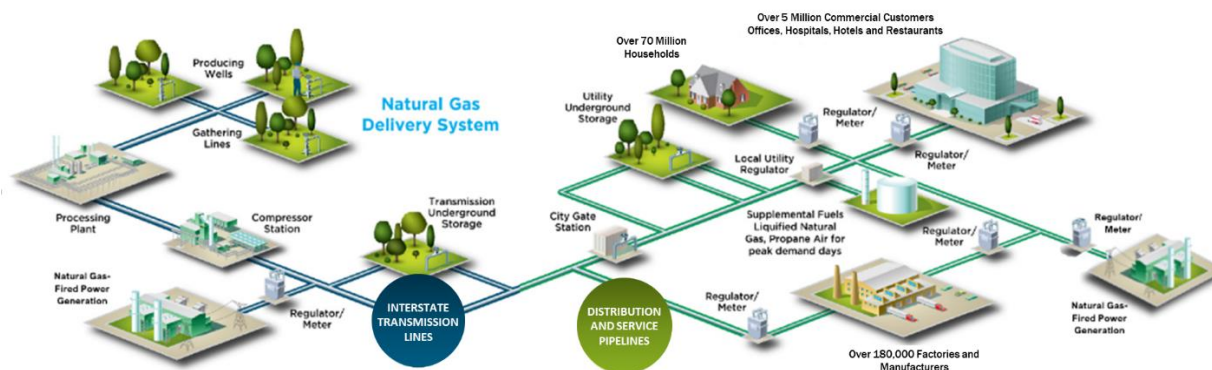 Producing
Wells
Gathering
Lines
Natural Gas
Delivery System
Processing
Plant
Compressor
Station
Transmission
Underground
Storage
Natural Gas-
Fired Power
Generation
Regulator/
Meter
INTERSTATE
TRANSMISSION
LINES
DISTRIBUTION
AND SERVICE
PIPELINES
City Gate
Station
Utility
Underground
Storage
Over 70 Million
Households
Over 5 Million Commercial Customers
Offices, Hospitals, Hotels and Restaurants
Regulator/
Meter
Regulator/
Meter
Local Utility
Regulator
Supplemental Fuels
Liquified Natural
Gas, Propane Air for
peak demand days
Regulator/
Meter
Regulator/
Meter
Regulator/
Meter
Natural Gas-
Fired Power
Generation
Over 180,000 Factories and
Manufacturers